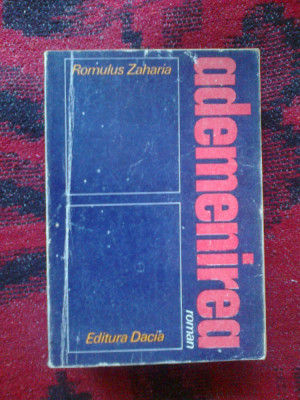 Romulus Zaharia
ademenirea
roman
Editura Dacia